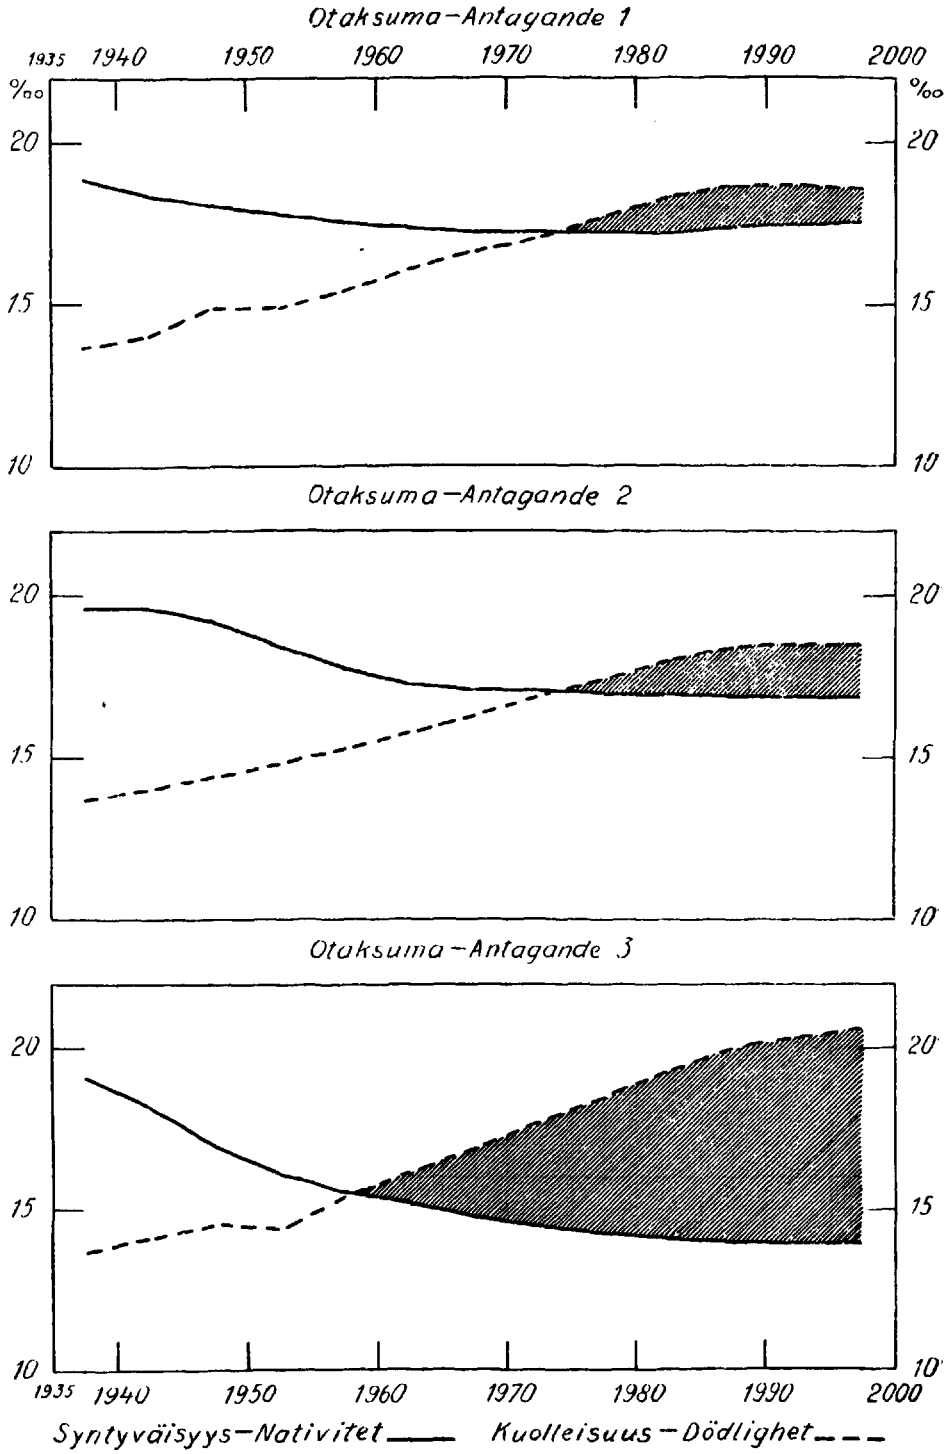 Otaksuma—Antagande 1
1935 1940 1950 1960 1970 1980 1990 2000
‰ ‰
20 20
15 15
10 10
Otaksuma—Antagande 2
20 20
15 15
10 10
Otaksuma—Antagande 3
20 20
15 15
10 10
1935 1940 1950 1960 1970 1980 1990 2000
Syntyväisyys—Nativitet Kuolleisuus—Dödlighet